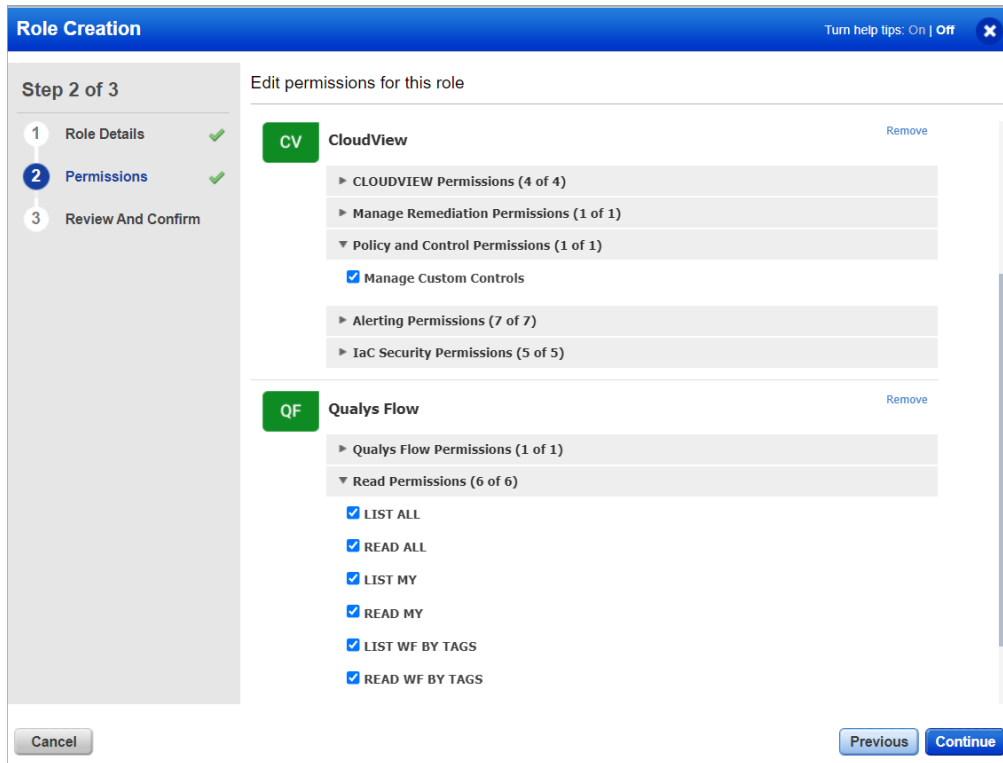 Role Creation
Turn help tips: On | Off
Step 2 of 3
1 Role Details
2 Permissions
3 Review And Confirm
Edit permissions for this role
CV CloudView Remove
CLOUDVIEW Permissions (4 of 4)
Manage Remediation Permissions (1 of 1)
Policy and Control Permissions (1 of 1)
Manage Custom Controls
Alerting Permissions (7 of 7)
IaC Security Permissions (5 of 5)
QF Qualys Flow Remove
Qualys Flow Permissions (1 of 1)
Read Permissions (6 of 6)
LIST ALL
READ ALL
LIST MY
READ MY
LIST WF BY TAGS
READ WF BY TAGS
Cancel Previous Continue